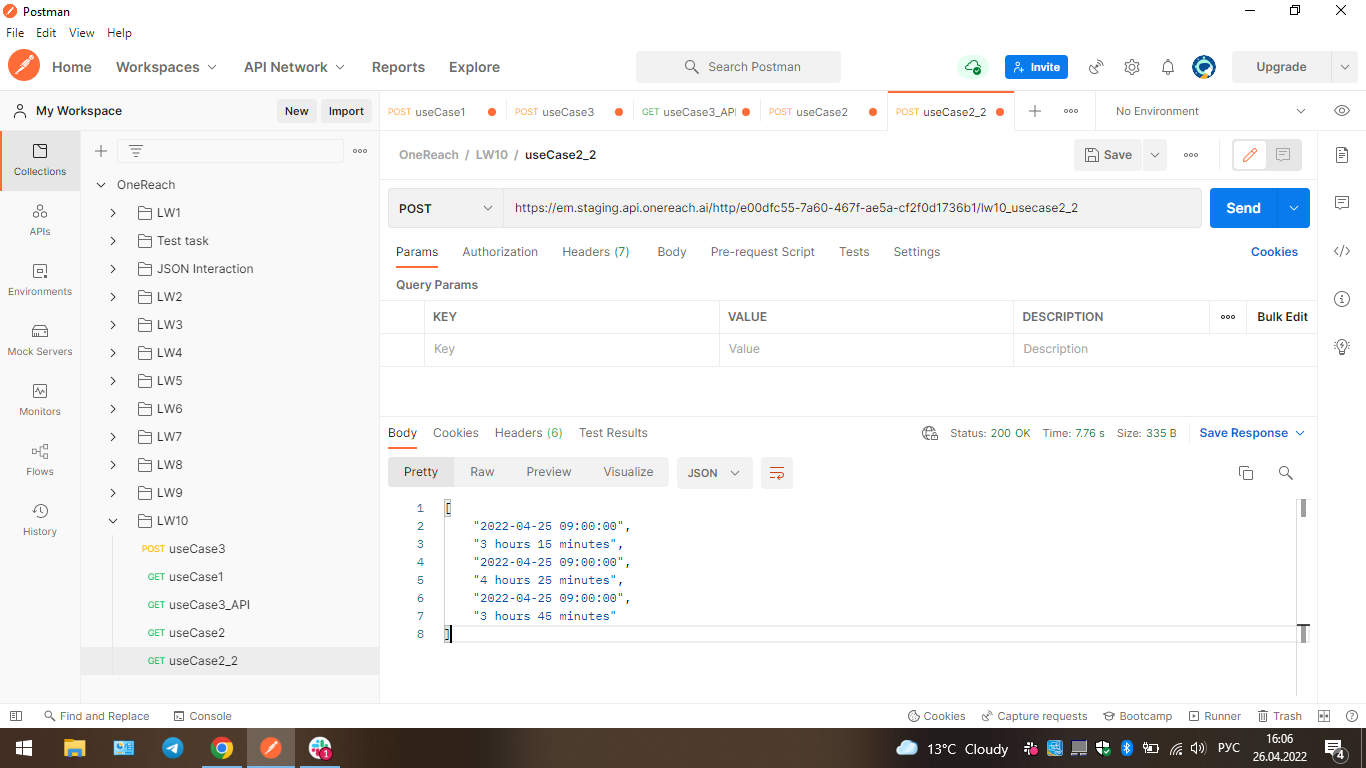 Postman
File Edit View Help
Home Workspaces API Network Reports Explore Search Postman Invite Upgrade
My Workspace New Import
POST useCase1 POST useCase3 GET useCase3_API POST useCase2 POST useCase2_2 No Environment
Collections
APIs
Environments
Mock Servers
Monitors
Flows
History
OneReach
LW1
Test task
JSON Interaction
LW2
LW3
LW4
LW5
LW6
LW7
LW8
LW9
LW10
POST useCase3
GET useCase1
GET useCase3_API
GET useCase2
GET useCase2_2
OneReach / LW10 / useCase2_2 Save
POST https://em.staging.api.onereach.ai/http/e00dfc55-7a60-467f-ae5a-cf2f0d1736b1/lw10_usecase2_2 Send
Params Authorization Headers (7) Body Pre-request Script Tests Settings Cookies
Query Params
KEY VALUE DESCRIPTION Bulk Edit
Key Value Description
Body Cookies Headers (6) Test Results Status: 200 OK Time: 7.76 s Size: 335 B Save Response
Pretty Raw Preview Visualize JSON
1 [
2 "2022-04-25 09:00:00",
3 "3 hours 15 minutes",
4 "2022-04-25 09:00:00",
5 "4 hours 25 minutes",
6 "2022-04-25 09:00:00",
7 "3 hours 45 minutes"
8 ]
Find and Replace Console Cookies Capture requests Bootcamp Runner Trash
1 13°C Cloudy РУС 16:06
26.04.2022 4